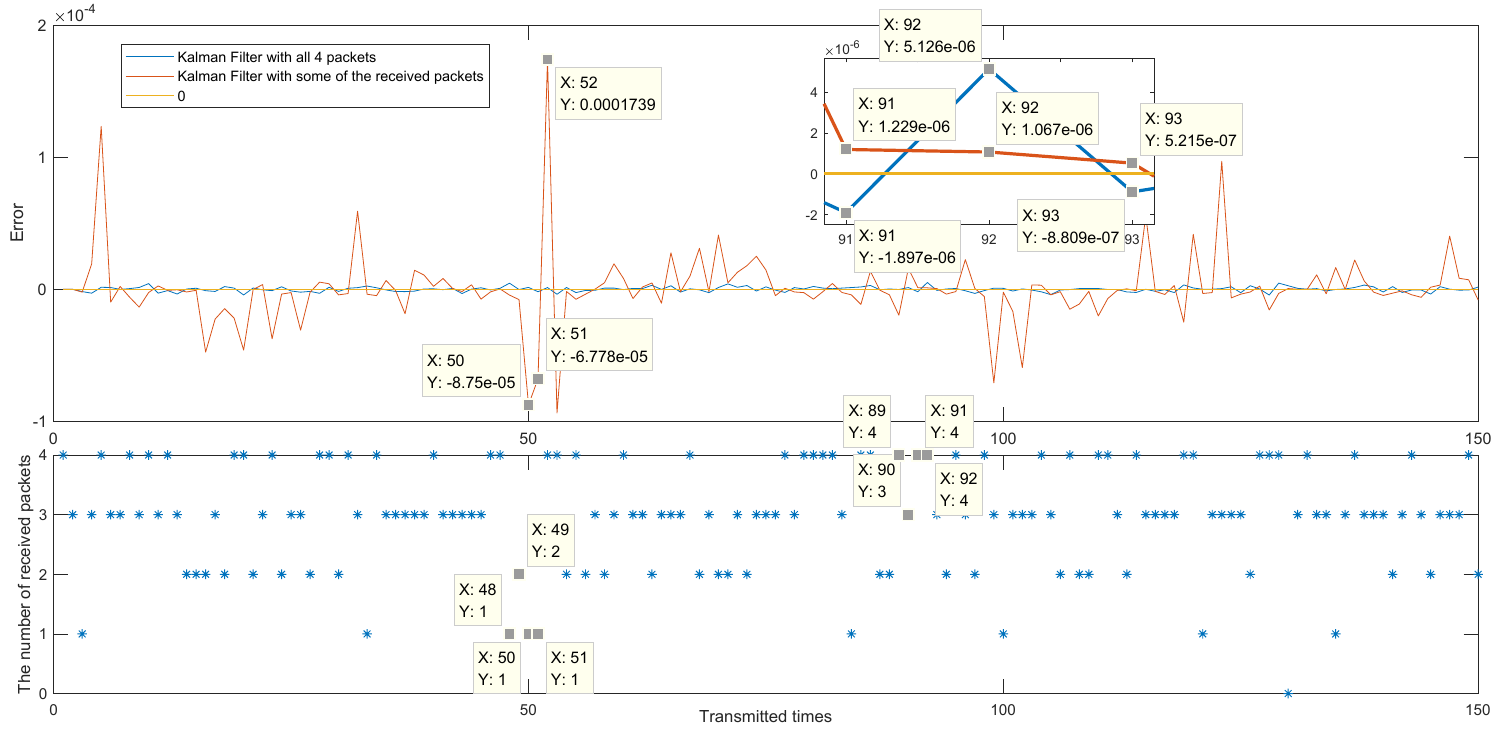 ×10⁻⁴
2
1
0
-1
Error
Kalman Filter with all 4 packets
Kalman Filter with some of the received packets
0
X: 52
Y: 0.0001739
X: 50
Y: -8.75e-05
X: 51
Y: -6.778e-05
×10⁻⁶
4
2
0
-2
91
92
93
X: 92
Y: 5.126e-06
X: 91
Y: 1.229e-06
X: 92
Y: 1.067e-06
X: 93
Y: 5.215e-07
X: 91
Y: -1.897e-06
X: 93
Y: -8.809e-07
0
50
100
150
The number of received packets
4
3
2
1
0
X: 48
Y: 1
X: 49
Y: 2
X: 50
Y: 1
X: 51
Y: 1
X: 89
Y: 4
X: 91
Y: 4
X: 90
Y: 3
X: 92
Y: 4
0
50
100
150
Transmitted times